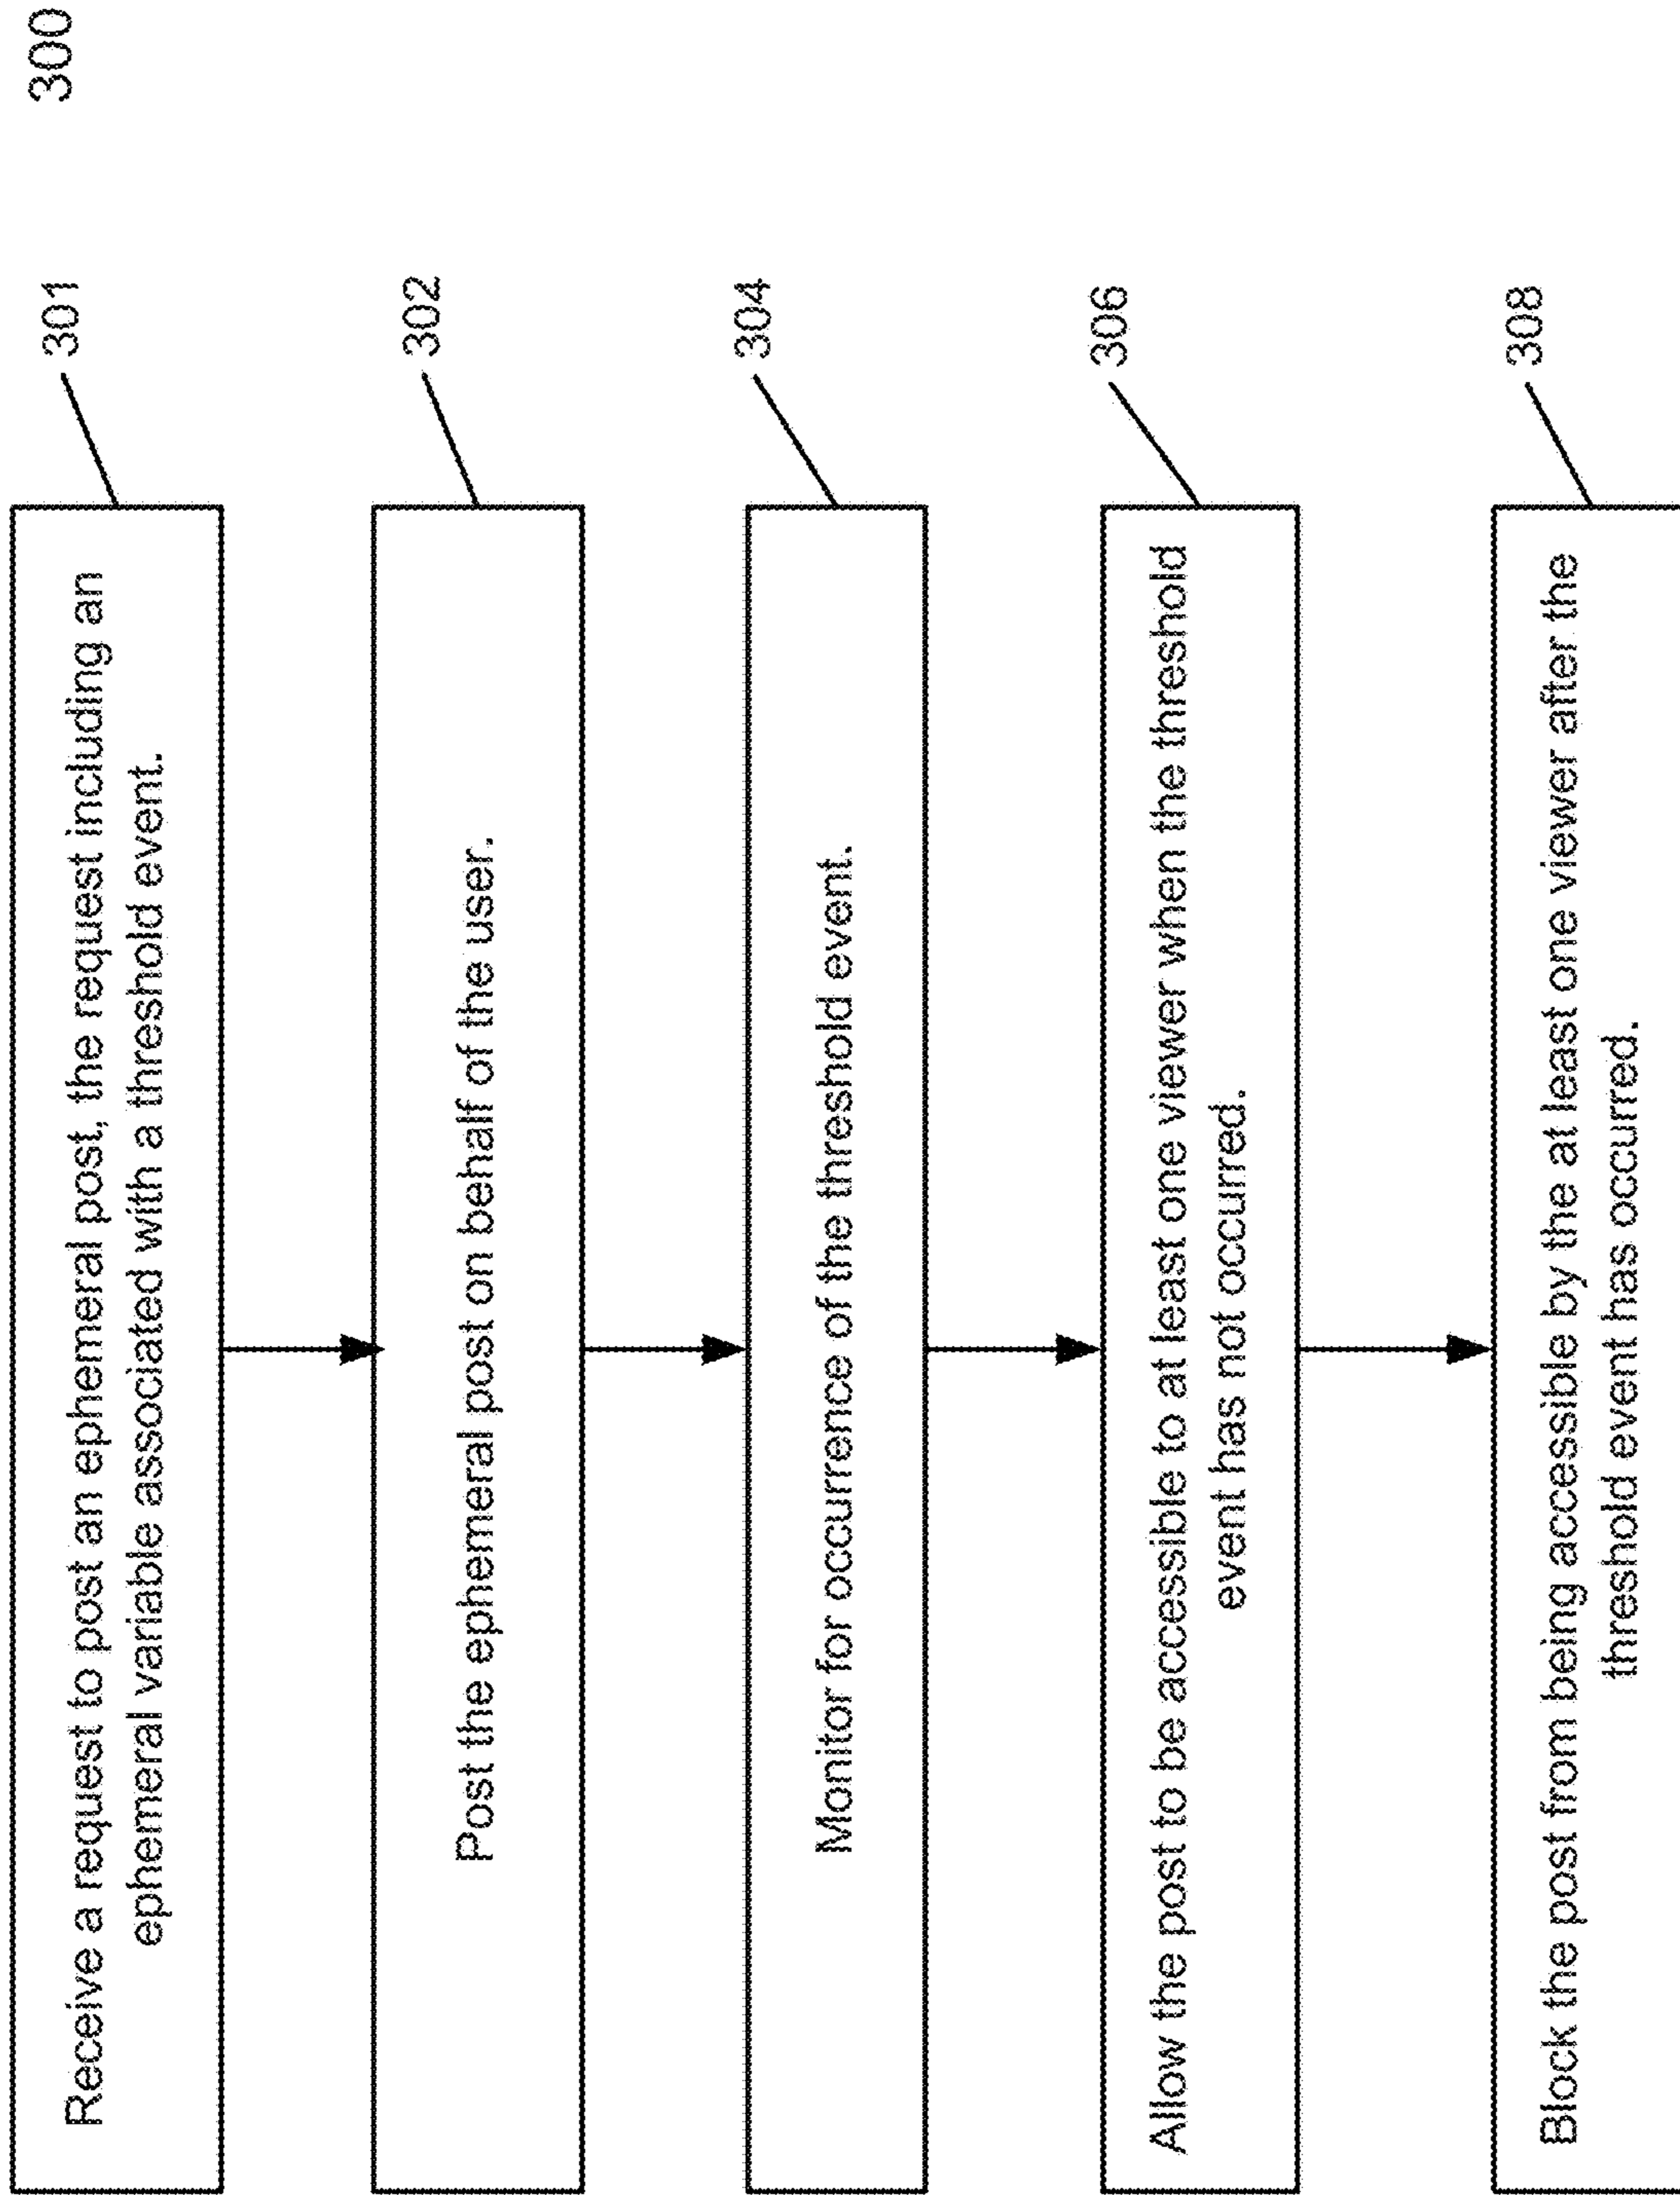 300
Receive a request to post an ephemeral post, the request including an
ephemeral variable associated with a threshold event.
301
Post the ephemeral post on behalf of the user.
302
Monitor for occurrence of the threshold event.
304
Allow the post to be accessible to at least one viewer when the threshold
event has not occurred.
306
Block the post from being accessible by the at least one viewer after the
threshold event has occurred.
308